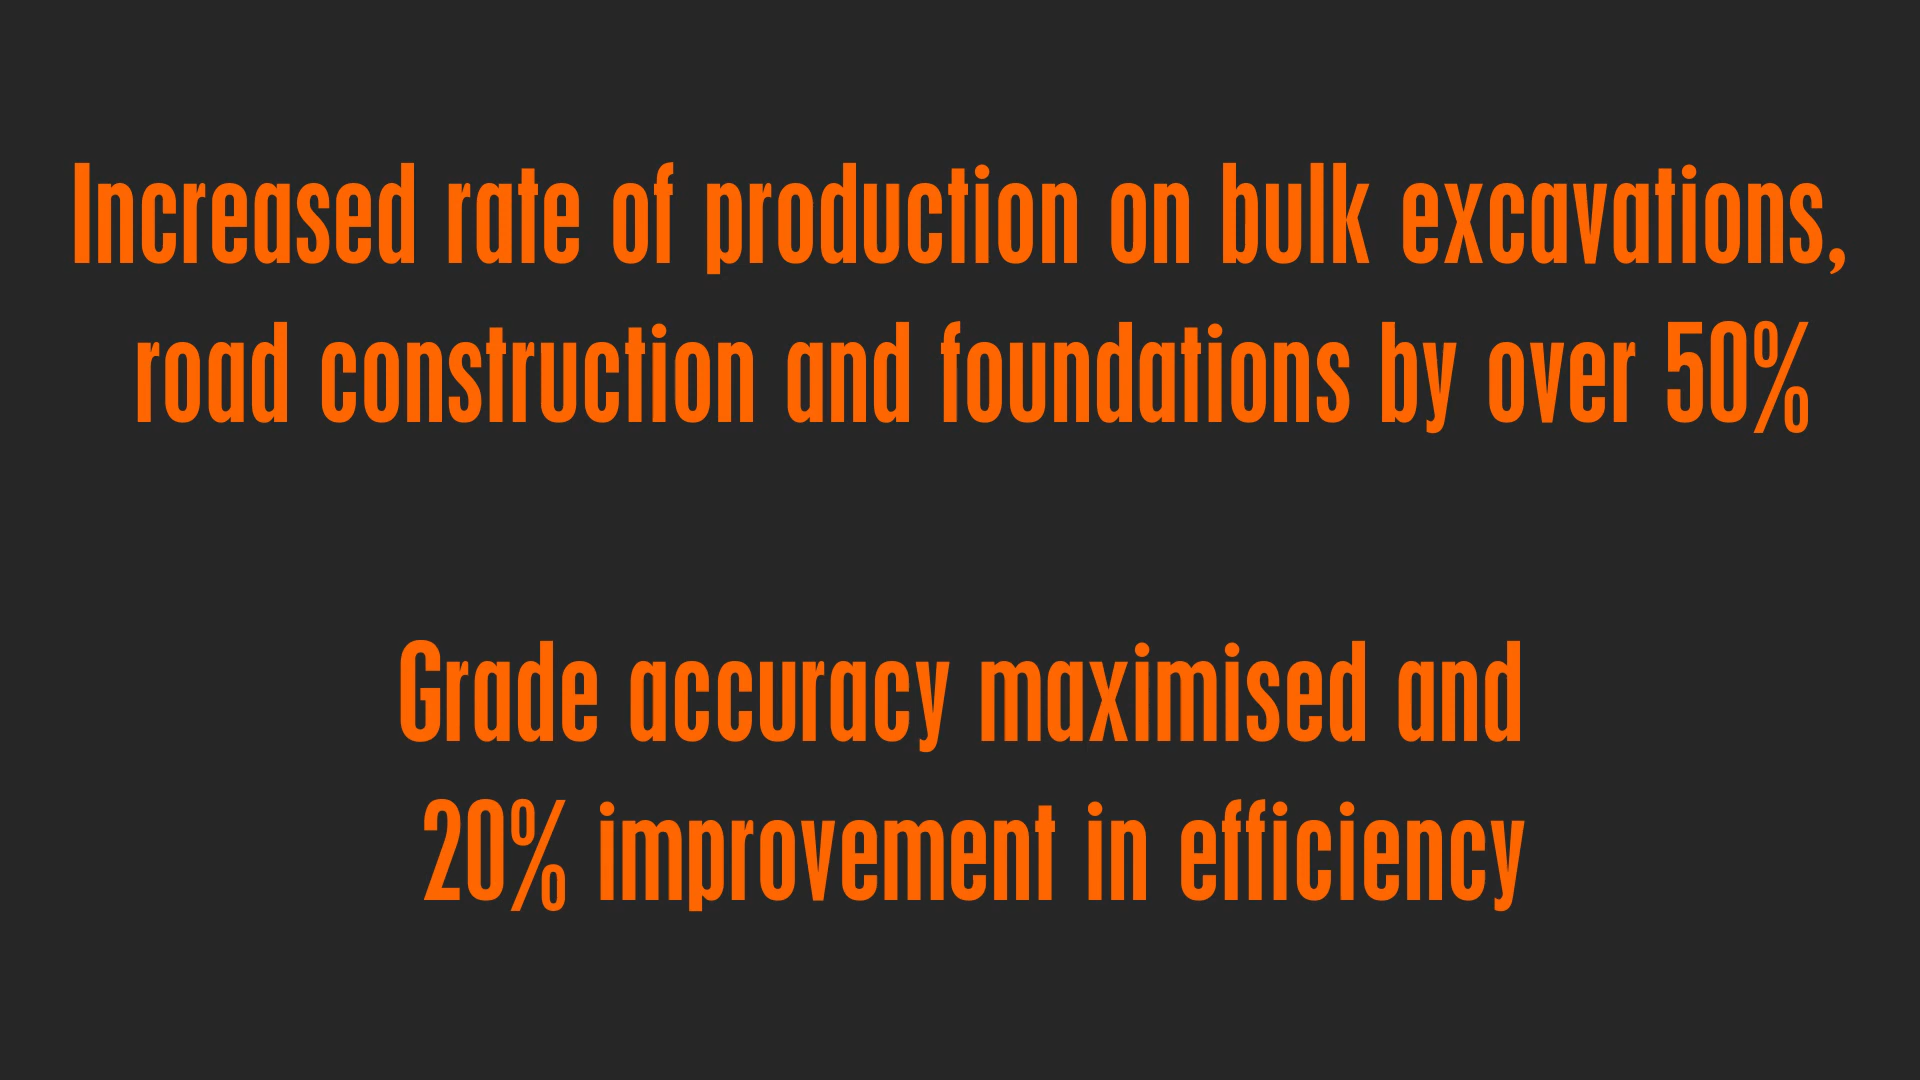 Increased rate of production on bulk excavations,
road construction and foundations by over 50%
Grade accuracy maximised and
20% improvement in efficiency